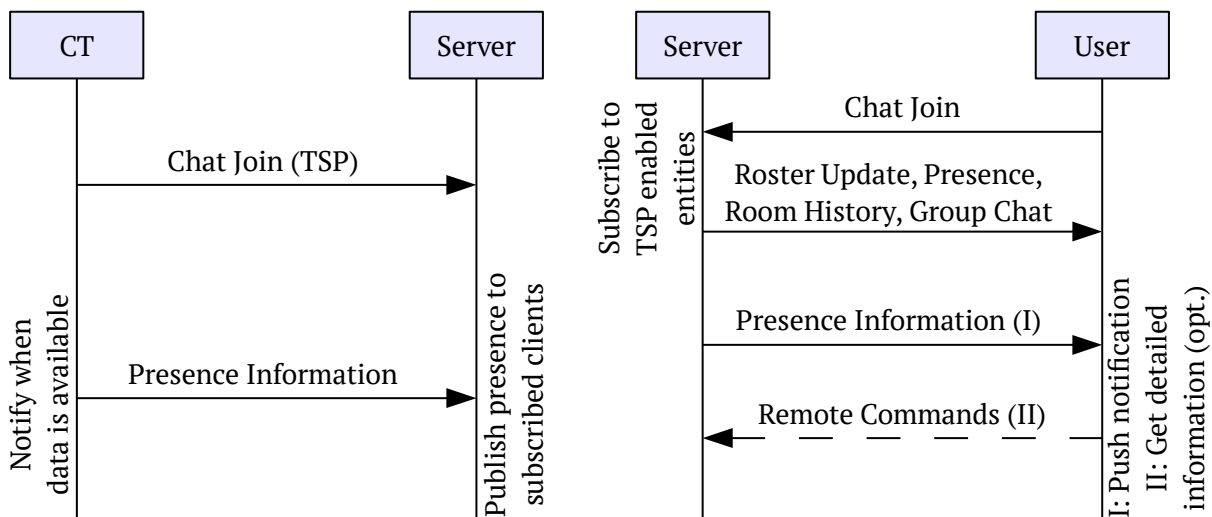 CT
Server
Chat Join (TSP)
Notify when
data is available
Presence Information
Publish presence to
subscribed clients
Server
User
Subscribe to
TSP enabled
entities
Chat Join
Roster Update, Presence,
Room History, Group Chat
Presence Information (I)
Remote Commands (II)
I: Push notification
II: Get detailed
information (opt.)